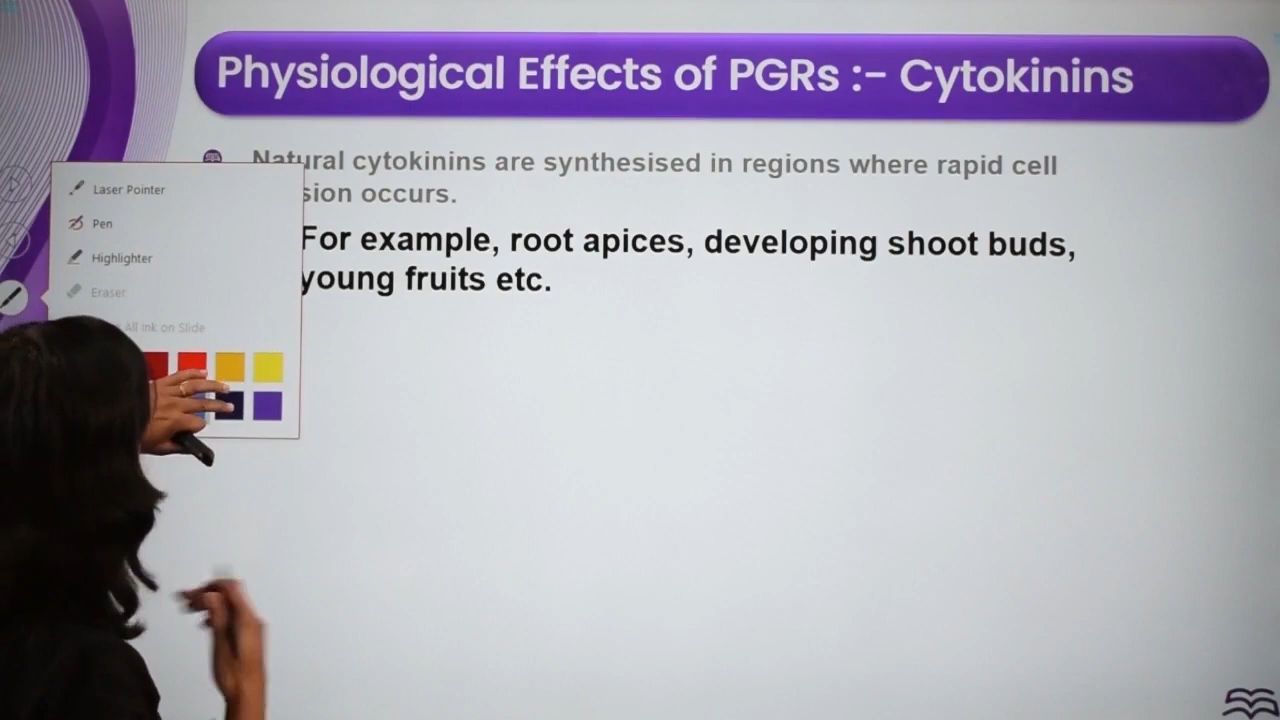 Physiological Effects of PGRs :- Cytokinins
Natural cytokinins are synthesised in regions where rapid cell
sion occurs.
For example, root apices, developing shoot buds,
young fruits etc.
Laser Pointer
Pen
Highlighter
Eraser
All Ink on Slide